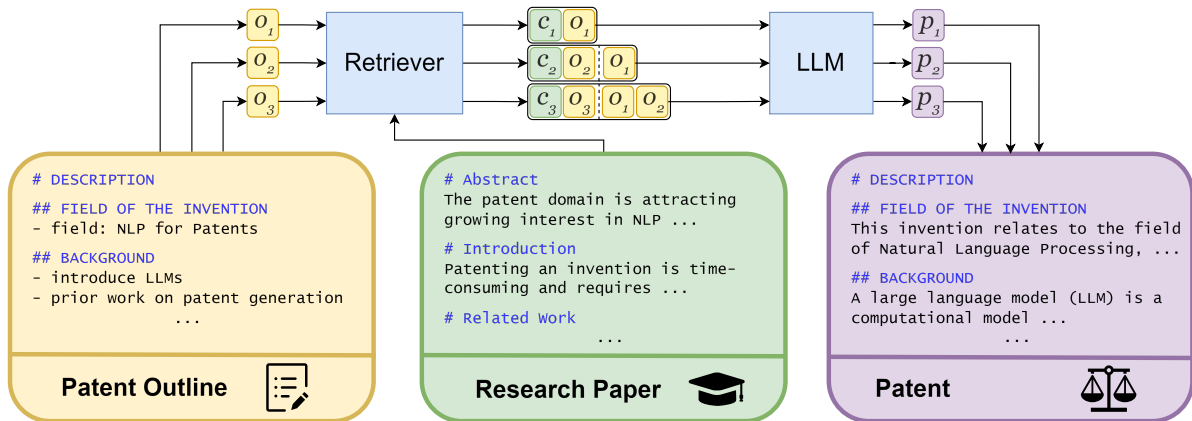 o1 Retriever c1 o1 LLM p1
o2 c2 o2 o1 p2
o3 c3 o3 o1 o2 p3
# DESCRIPTION
## FIELD OF THE INVENTION
- field: NLP for Patents
## BACKGROUND
- introduce LLMs
- prior work on patent generation
...
Patent Outline
# Abstract
The patent domain is attracting
growing interest in NLP ...
# Introduction
Patenting an invention is time-
consuming and requires ...
# Related Work
...
Research Paper
# DESCRIPTION
## FIELD OF THE INVENTION
This invention relates to the field
of Natural Language Processing, ...
## BACKGROUND
A large language model (LLM) is a
computational model ...
...
Patent